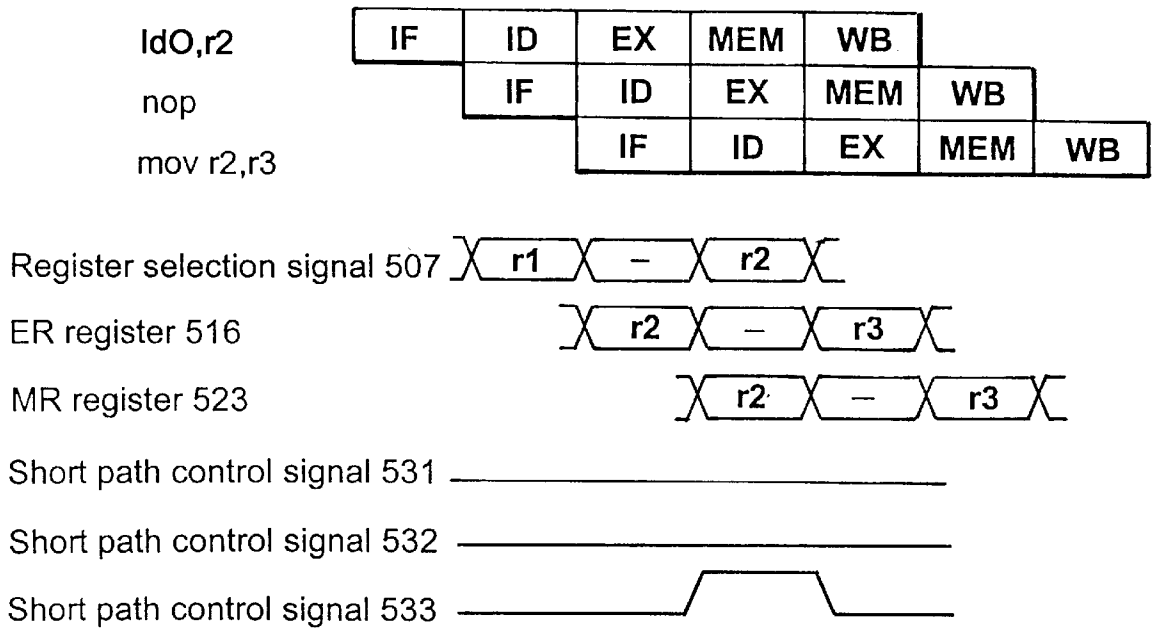 IdO,r2 IF ID EX MEM WB
nop IF ID EX MEM WB
mov r2,r3 IF ID EX MEM WB
Register selection signal 507 r1 – r2
ER register 516 r2 – r3
MR register 523 r2 – r3
Short path control signal 531
Short path control signal 532
Short path control signal 533